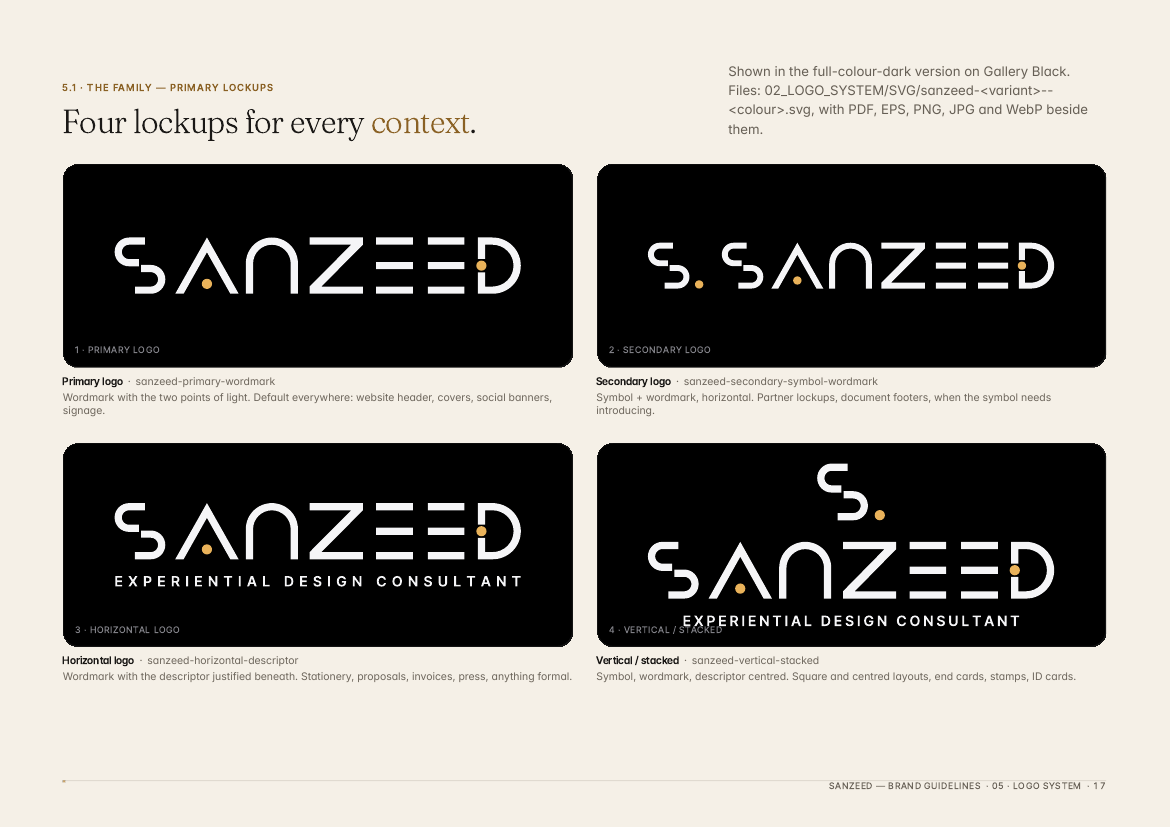 5.1 · THE FAMILY — PRIMARY LOCKUPS
Four lockups for every context.
Shown in the full-colour-dark version on Gallery Black.
Files: 02_LOGO_SYSTEM/SVG/sanzeed-<variant>--
<colour>.svg, with PDF, EPS, PNG, JPG and WebP beside
them.
SANZEED
1 · PRIMARY LOGO
Primary logo · sanzeed-primary-wordmark
Wordmark with the two points of light. Default everywhere: website header, covers, social banners,
signage.
S. SANZEED
2 · SECONDARY LOGO
Secondary logo · sanzeed-secondary-symbol-wordmark
Symbol + wordmark, horizontal. Partner lockups, document footers, when the symbol needs
introducing.
SANZEED
EXPERIENTIAL DESIGN CONSULTANT
3 · HORIZONTAL LOGO
Horizontal logo · sanzeed-horizontal-descriptor
Wordmark with the descriptor justified beneath. Stationery, proposals, invoices, press, anything formal.
S.
SANZEED
EXPERIENTIAL DESIGN CONSULTANT
4 · VERTICAL / STACKED
Vertical / stacked · sanzeed-vertical-stacked
Symbol, wordmark, descriptor centred. Square and centred layouts, end cards, stamps, ID cards.
SANZEED — BRAND GUIDELINES · 05 · LOGO SYSTEM · 17